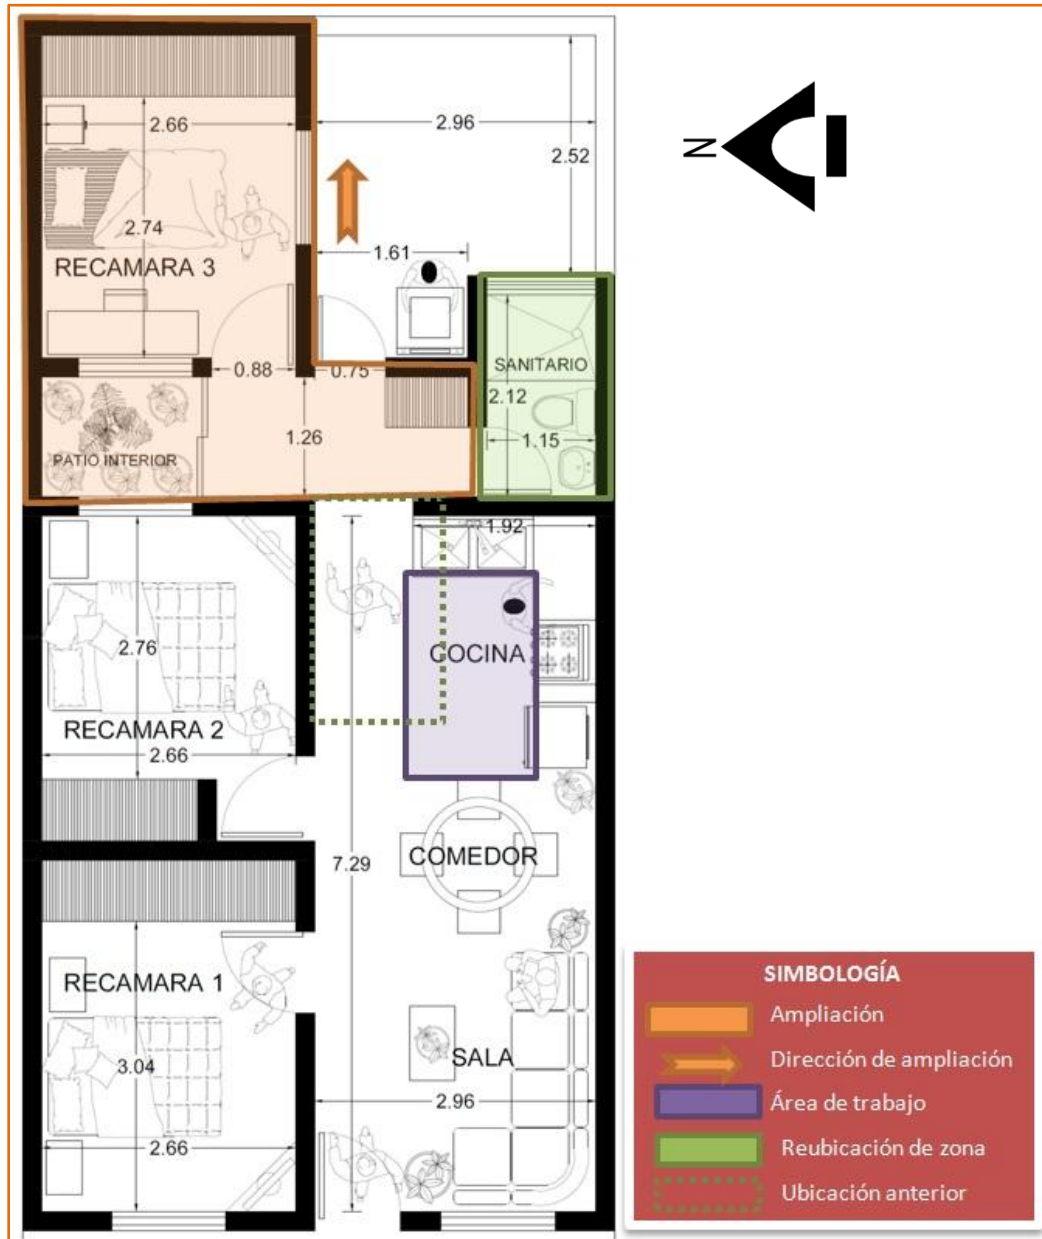 2.66
2.96
2.52
N
2.74
1.61
RECAMARA 3
SANITARIO
0.88
0.75
2.12
1.26
1.15
PATIO INTERIOR
1.92
2.76
COCINA
RECAMARA 2
2.66
COMEDOR
7.29
RECAMARA 1
3.04
SALA
2.96
2.66
SIMBOLOGÍA
Ampliación
Dirección de ampliación
Área de trabajo
Reubicación de zona
Ubicación anterior